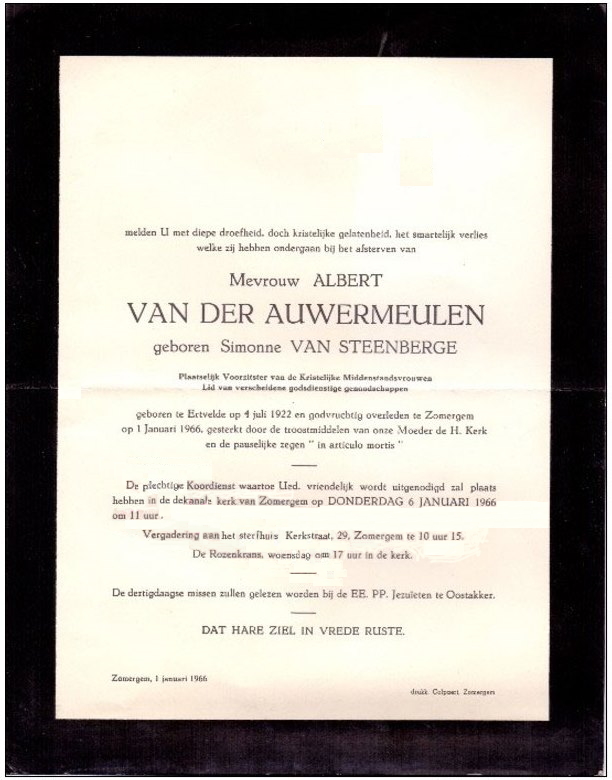 melden U met diepe droefheid, doch kristelijke gelatenheid, het smartelijk verlies
welke zij hebben ondergaan bij het afsterven van
Mevrouw ALBERT
VAN DER AUWERMEULEN
geboren Simonne VAN STEENBERGE
Plaatselijk Voorzitster van de Kristelijke Middenstandsvrouwen
Lid van verscheidene godsdienstige genootschappen
geboren te Ertvelde op 4 juli 1922 en godvruchtig overleden te Zomergem
op 1 Januari 1966, gesterkt door de troostmiddelen van onze Moeder de H. Kerk
en de pauselijke zegen " in articulo mortis "
De plechtige Koordienst waartoe Ued. vriendelijk wordt uitgenodigd zal plaats
hebben in de dekanale kerk van Zomergem op DONDERDAG 6 JANUARI 1966
om 11 uur.
Vergadering aan het sterfhuis Kerkstraat, 29, Zomergem te 10 uur 15.
De Rozenkrans, woensdag om 17 uur in de kerk.
De dertigdaagse missen zullen gelezen worden bij de EE. PP. Jezuïeten te Oostakker.
DAT HARE ZIEL IN VREDE RUSTE.
Zomergem, 1 januari 1966
drukk. Colpaert, Zomergem